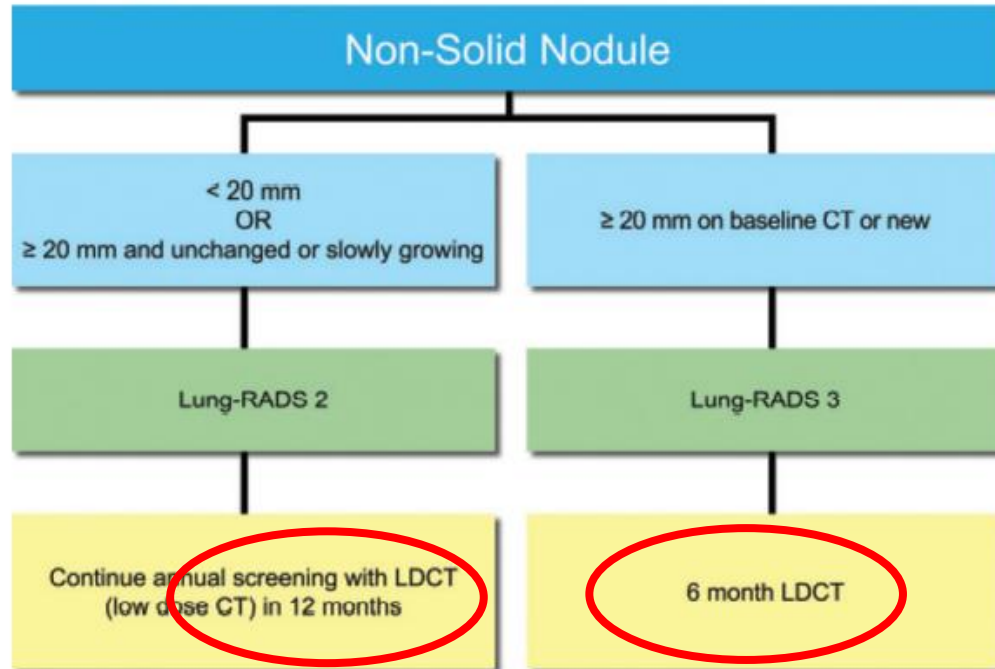 Non-Solid Nodule
< 20 mm
OR
≥ 20 mm and unchanged or slowly growing
≥ 20 mm on baseline CT or new
Lung-RADS 2
Lung-RADS 3
Continue annual screening with LDCT
(low dose CT) in 12 months
6 month LDCT